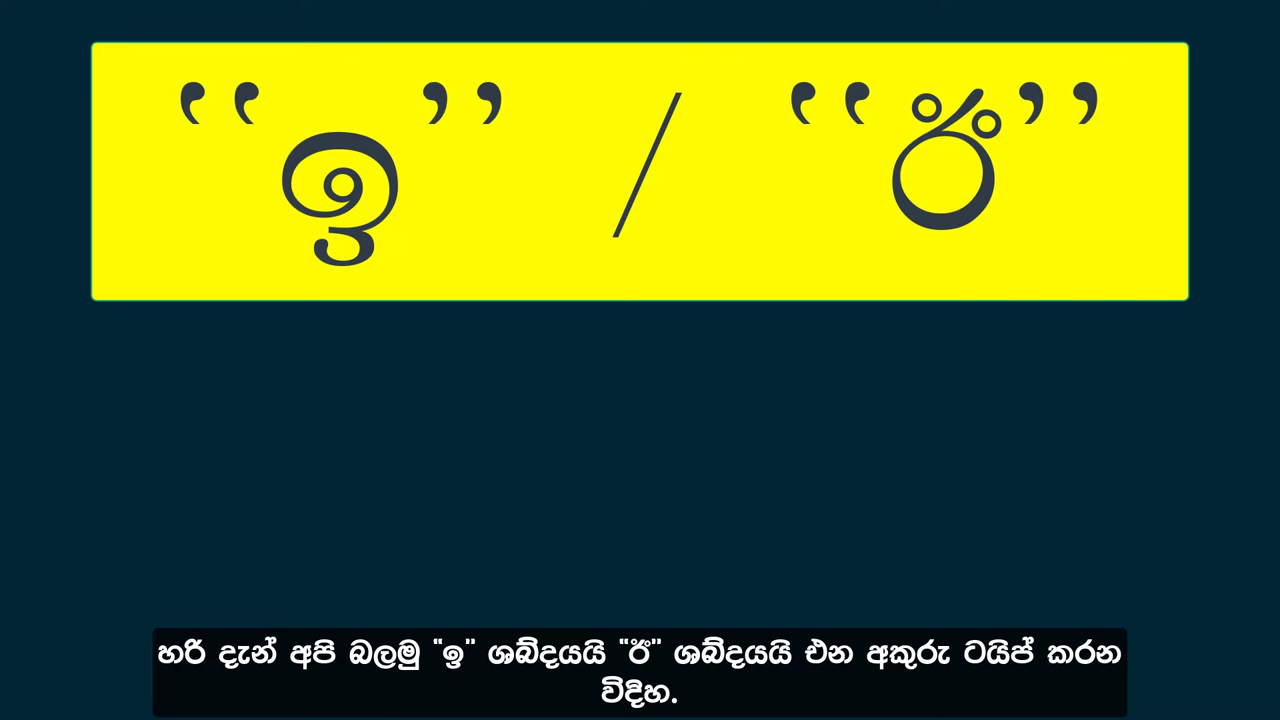 “ඉ” / “ඊ”
හරි දැන් අපි බලමු “ඉ” ශබ්දයයි “ඊ” ශබ්දයයි එන අකුරු ටයිප් කරන
විදිහ.